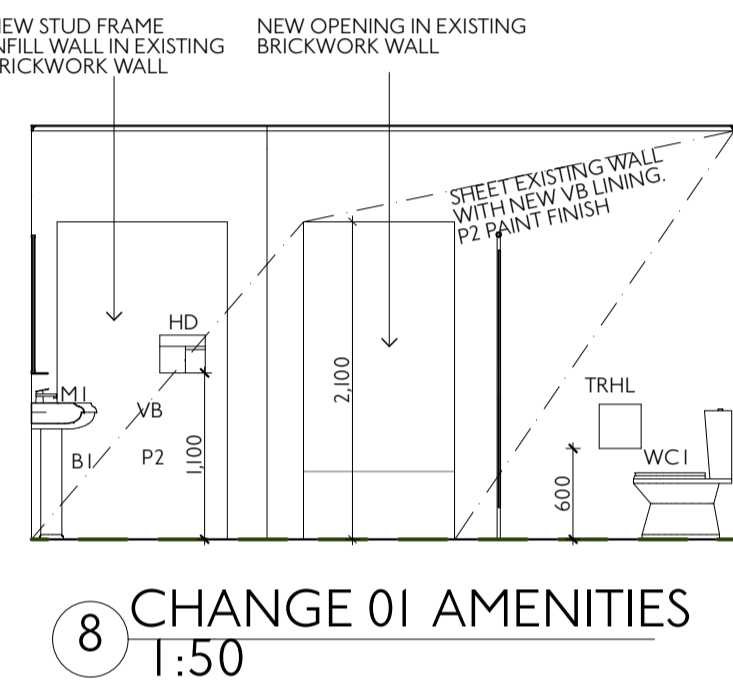 NEW STUD FRAME
INFILL WALL IN EXISTING
BRICKWORK WALL
NEW OPENING IN EXISTING
BRICKWORK WALL
SHEET EXISTING WALL
WITH NEW VB LINING.
P2 PAINT FINISH
HD
M1
VB
B1
P2
1,100
2,100
TRHL
WC1
600
8
CHANGE 01 AMENITIES
1:50